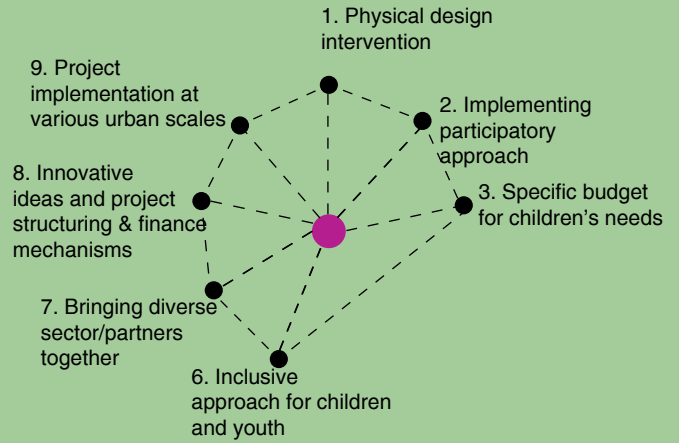 1. Physical design
intervention
2. Implementing
participatory
approach
3. Specific budget
for children's needs
6. Inclusive
approach for children
and youth
7. Bringing diverse
sector/partners
together
8. Innovative
ideas and project
structuring & finance
mechanisms
9. Project
implementation at
various urban scales